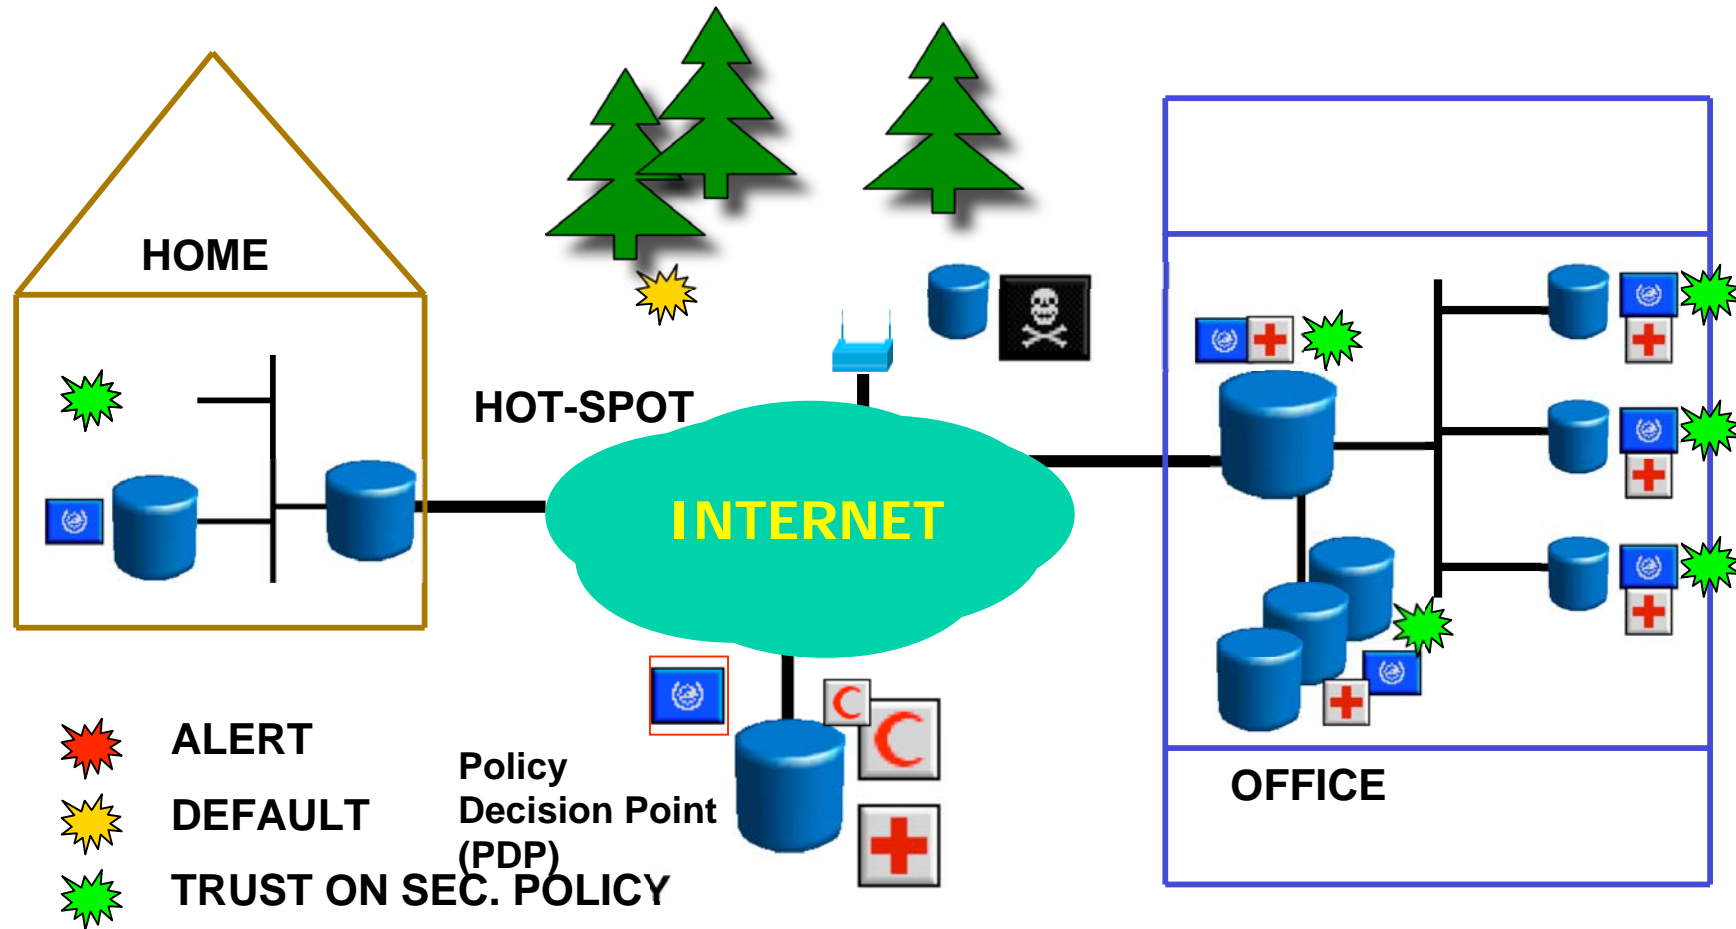 HOME
HOT-SPOT
INTERNET
OFFICE
ALERT
DEFAULT
TRUST ON SEC. POLICY
Policy
Decision Point
(PDP)